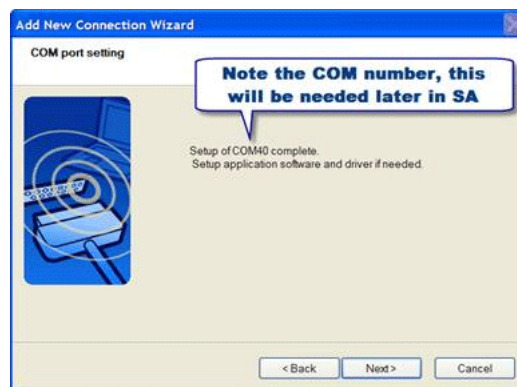 Add New Connection Wizard
COM port setting
Note the COM number, this
will be needed later in SA
Setup of COM40 complete.
Setup application software and driver if needed.
< Back
Next >
Cancel